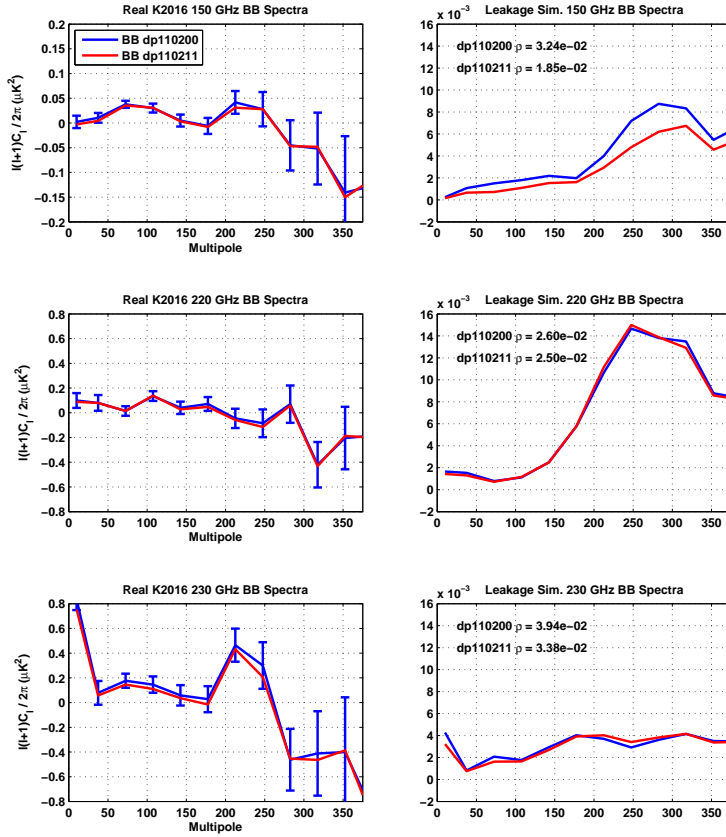 Real K2016 150 GHz BB Spectra
0.2
0.15
0.1
0.05
0
−0.05
−0.1
−0.15
−0.2
BB dp110200
BB dp110211
l(l+1)C_l / 2π (μK²)
0 50 100 150 200 250 300 350
Multipole
Leakage Sim. 150 GHz BB Spectra
x 10⁻³
16
14
12
10
8
6
4
2
0
−2
dp110200 ρ = 3.24e−02
dp110211 ρ = 1.85e−02
0 50 100 150 200 250 300 350
Real K2016 220 GHz BB Spectra
0.8
0.6
0.4
0.2
0
−0.2
−0.4
−0.6
−0.8
l(l+1)C_l / 2π (μK²)
0 50 100 150 200 250 300 350
Multipole
Leakage Sim. 220 GHz BB Spectra
x 10⁻³
16
14
12
10
8
6
4
2
0
−2
dp110200 ρ = 2.60e−02
dp110211 ρ = 2.50e−02
0 50 100 150 200 250 300 350
Real K2016 230 GHz BB Spectra
0.8
0.6
0.4
0.2
0
−0.2
−0.4
−0.6
−0.8
l(l+1)C_l / 2π (μK²)
0 50 100 150 200 250 300 350
Multipole
Leakage Sim. 230 GHz BB Spectra
x 10⁻³
16
14
12
10
8
6
4
2
0
−2
dp110200 ρ = 3.94e−02
dp110211 ρ = 3.38e−02
0 50 100 150 200 250 300 350